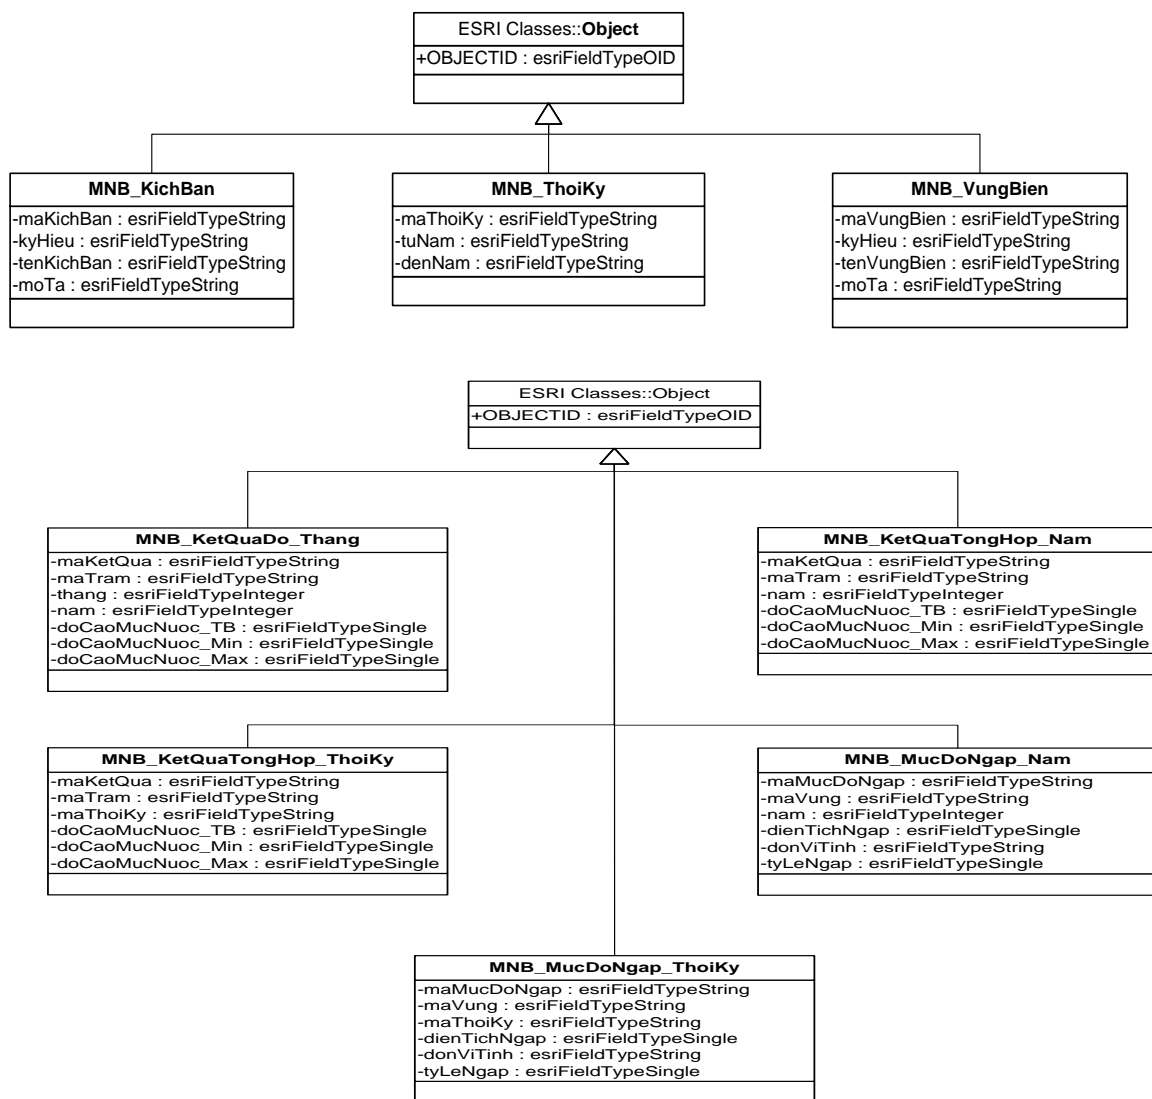 ESRI Classes::Object
+OBJECTID : esriFieldTypeOID
MNB_KichBan
-maKichBan : esriFieldTypeString
-kyHieu : esriFieldTypeString
-tenKichBan : esriFieldTypeString
-moTa : esriFieldTypeString
MNB_ThoiKy
-maThoiKy : esriFieldTypeString
-tuNam : esriFieldTypeString
-denNam : esriFieldTypeString
MNB_VungBien
-maVungBien : esriFieldTypeString
-kyHieu : esriFieldTypeString
-tenVungBien : esriFieldTypeString
-moTa : esriFieldTypeString
ESRI Classes::Object
+OBJECTID : esriFieldTypeOID
MNB_KetQuaDo_Thang
-maKetQua : esriFieldTypeString
-maTram : esriFieldTypeString
-thang : esriFieldTypeInteger
-nam : esriFieldTypeInteger
-doCaoMucNuoc_TB : esriFieldTypeSingle
-doCaoMucNuoc_Min : esriFieldTypeSingle
-doCaoMucNuoc_Max : esriFieldTypeSingle
MNB_KetQuaTongHop_Nam
-maKetQua : esriFieldTypeString
-maTram : esriFieldTypeString
-nam : esriFieldTypeInteger
-doCaoMucNuoc_TB : esriFieldTypeSingle
-doCaoMucNuoc_Min : esriFieldTypeSingle
-doCaoMucNuoc_Max : esriFieldTypeSingle
MNB_KetQuaTongHop_ThoiKy
-maKetQua : esriFieldTypeString
-maTram : esriFieldTypeString
-maThoiKy : esriFieldTypeString
-doCaoMucNuoc_TB : esriFieldTypeSingle
-doCaoMucNuoc_Min : esriFieldTypeSingle
-doCaoMucNuoc_Max : esriFieldTypeSingle
MNB_MucDoNgap_Nam
-maMucDoNgap : esriFieldTypeString
-maVung : esriFieldTypeString
-nam : esriFieldTypeInteger
-dienTichNgap : esriFieldTypeSingle
-donViTinh : esriFieldTypeString
-tyLeNgap : esriFieldTypeSingle
MNB_MucDoNgap_ThoiKy
-maMucDoNgap : esriFieldTypeString
-maVung : esriFieldTypeString
-maThoiKy : esriFieldTypeString
-dienTichNgap : esriFieldTypeSingle
-donViTinh : esriFieldTypeString
-tyLeNgap : esriFieldTypeSingle